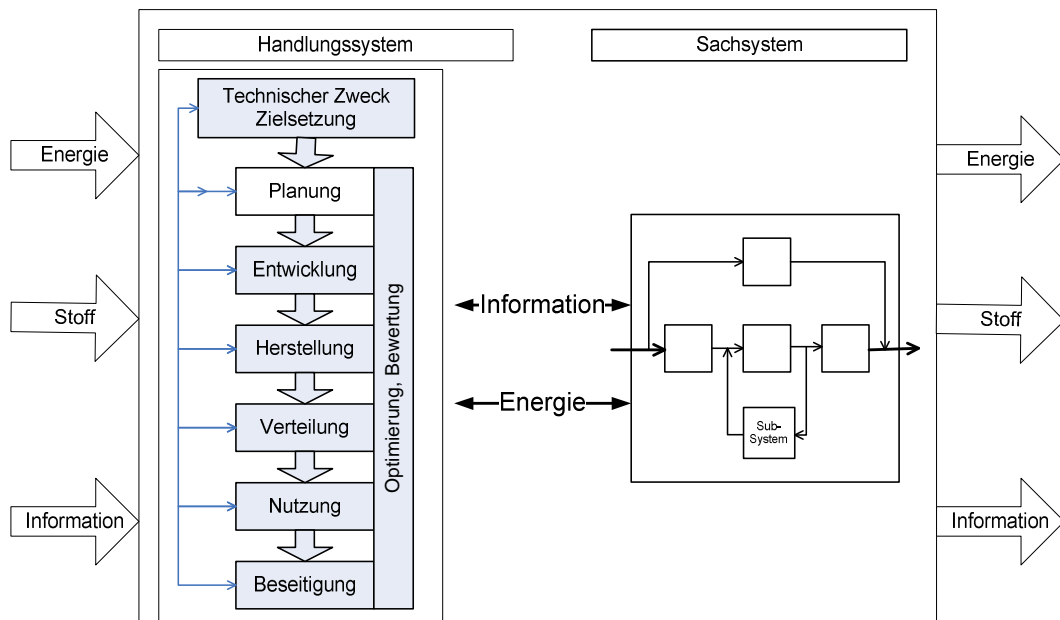 Handlungssystem
Sachsystem
Technischer Zweck
Zielsetzung
Planung
Entwicklung
Herstellung
Verteilung
Nutzung
Beseitigung
Optimierung, Bewertung
Energie
Stoff
Information
Information
Energie
Sub-
System
Energie
Stoff
Information